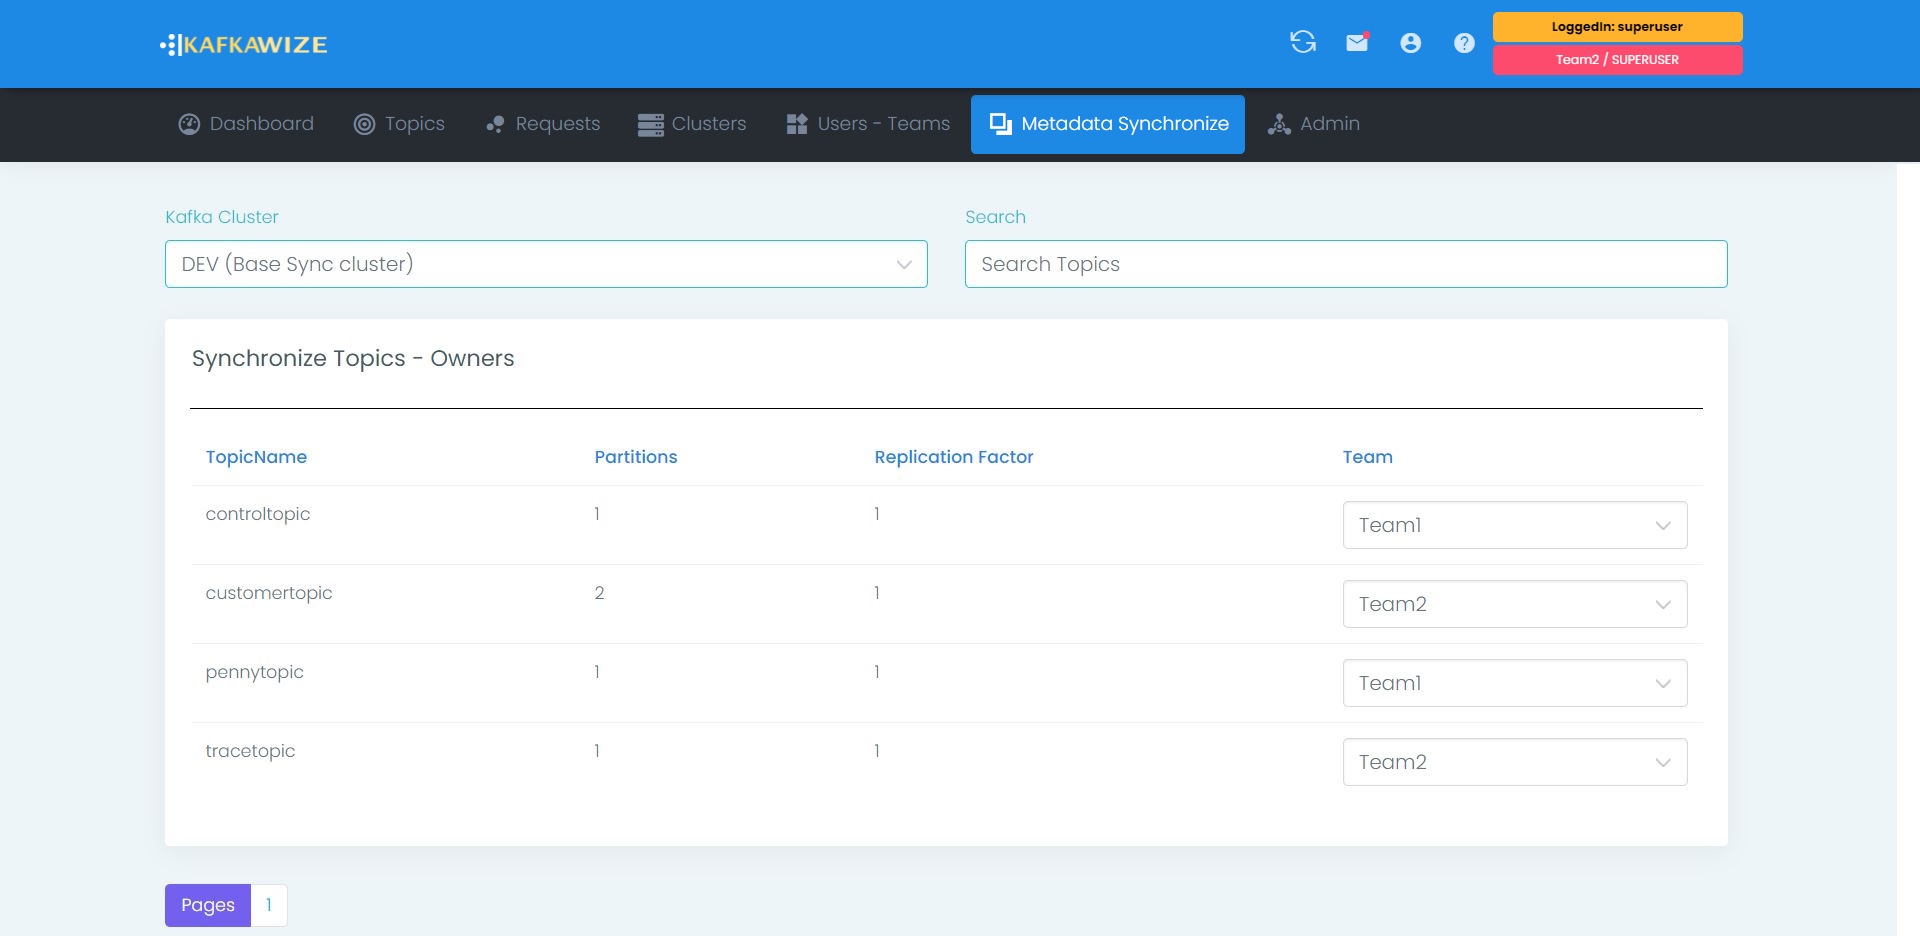 KAFKAWIZE
LoggedIn: superuser
Team2 / SUPERUSER
Dashboard Topics Requests Clusters Users - Teams Metadata Synchronize Admin
Kafka Cluster Search
DEV (Base Sync cluster) Search Topics
Synchronize Topics - Owners
TopicName Partitions Replication Factor Team
controltopic 1 1 Team1
customertopic 2 1 Team2
pennytopic 1 1 Team1
tracetopic 1 1 Team2
Pages 1